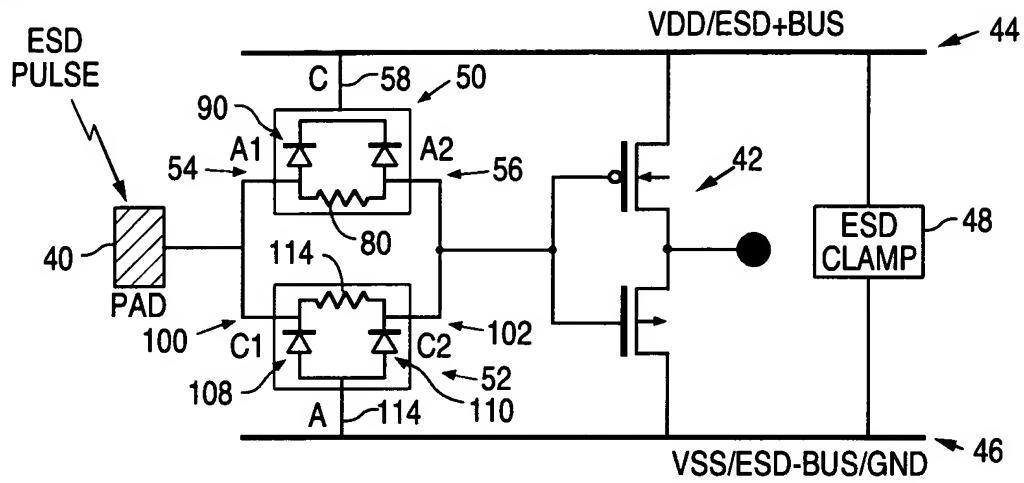 VDD/ESD+BUS
44
ESD
PULSE
C
58
50
90
A1
A2
54
56
42
80
40
114
ESD
CLAMP
48
PAD
100
C1
C2
102
108
110
52
A
114
46
VSS/ESD-BUS/GND